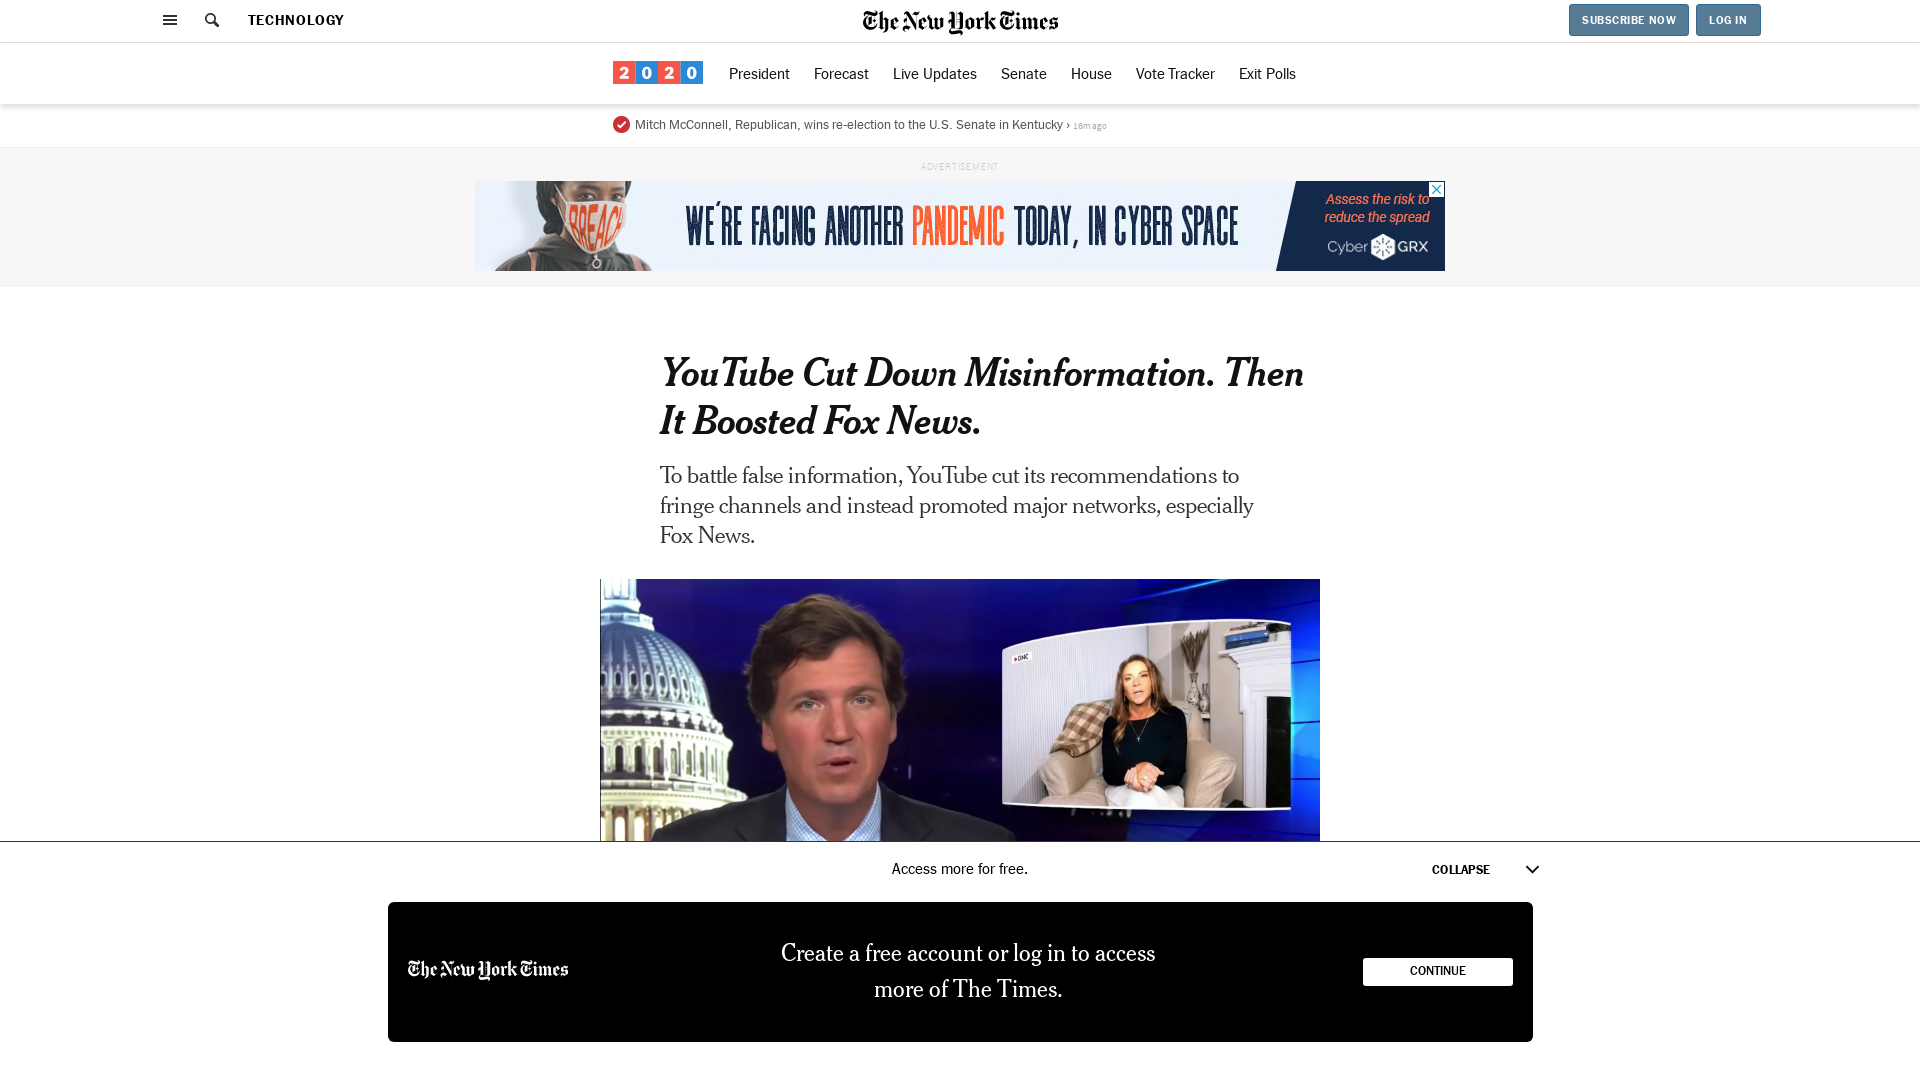 TECHNOLOGY
The New York Times
SUBSCRIBE NOW
LOG IN
2020
President
Forecast
Live Updates
Senate
House
Vote Tracker
Exit Polls
Mitch McConnell, Republican, wins re-election to the U.S. Senate in Kentucky › 16m ago
ADVERTISEMENT
BREACH
WE'RE FACING ANOTHER PANDEMIC TODAY, IN CYBER SPACE
Assess the risk to
reduce the spread
CyberGRX
YouTube Cut Down Misinformation. Then
It Boosted Fox News.
To battle false information, YouTube cut its recommendations to
fringe channels and instead promoted major networks, especially
Fox News.
DNC
Access more for free.
COLLAPSE
The New York Times
Create a free account or log in to access
more of The Times.
CONTINUE